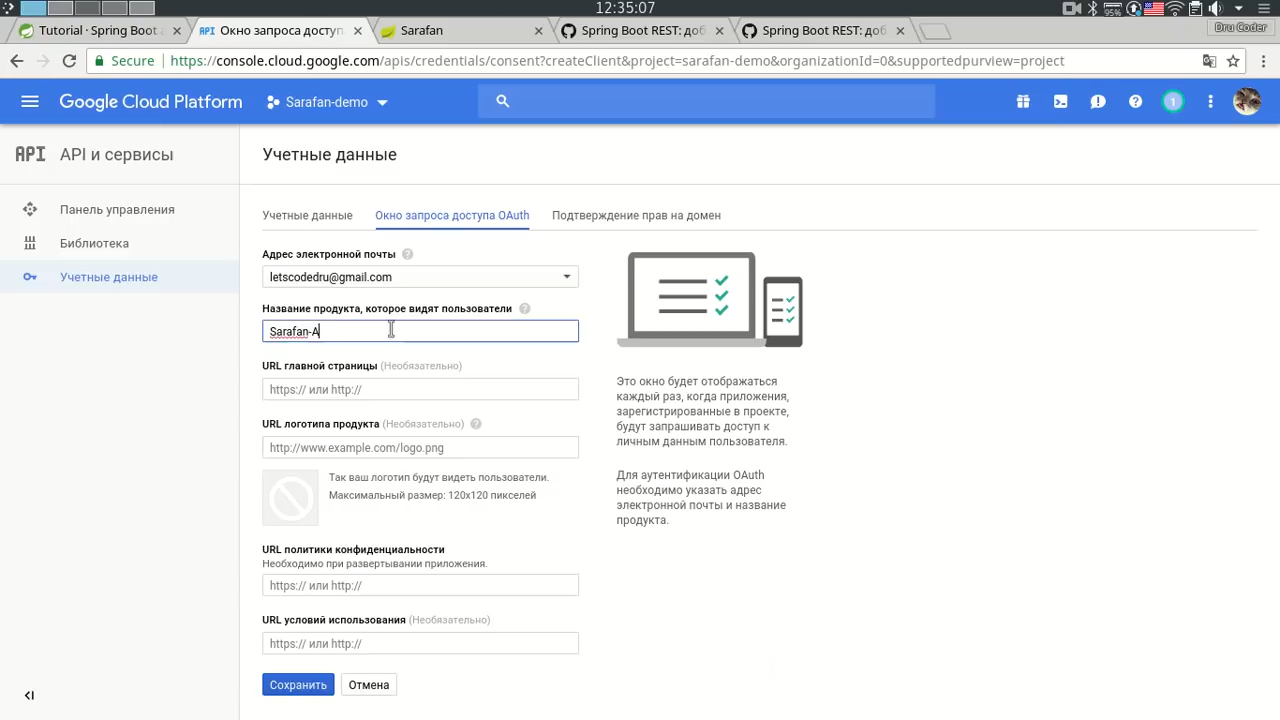 12:35:07
95%
Tutorial · Spring Boot
Окно запроса доступ
Sarafan
Spring Boot REST: доб
Spring Boot REST: доб
Dru Coder
Secure
https://console.cloud.google.com/apis/credentials/consent?createClient&project=sarafan-demo&organizationId=0&supportedpurview=project
Google Cloud Platform
Sarafan-demo
1
API
API и сервисы
Учетные данные
Панель управления
Библиотека
Учетные данные
Учетные данные
Окно запроса доступа OAuth
Подтверждение прав на домен
Адрес электронной почты
letscodedru@gmail.com
Название продукта, которое видят пользователи
Sarafan-A
URL главной страницы (Необязательно)
https:// или http://
URL логотипа продукта (Необязательно)
http://www.example.com/logo.png
Так ваш логотип будут видеть пользователи.
Максимальный размер: 120x120 пикселей
URL политики конфиденциальности
Необходимо при развертывании приложения.
https:// или http://
URL условий использования (Необязательно)
https:// или http://
Сохранить
Отмена
Это окно будет отображаться
каждый раз, когда приложения,
зарегистрированные в проекте,
будут запрашивать доступ к
личным данным пользователя.
Для аутентификации OAuth
необходимо указать адрес
электронной почты и название
продукта.